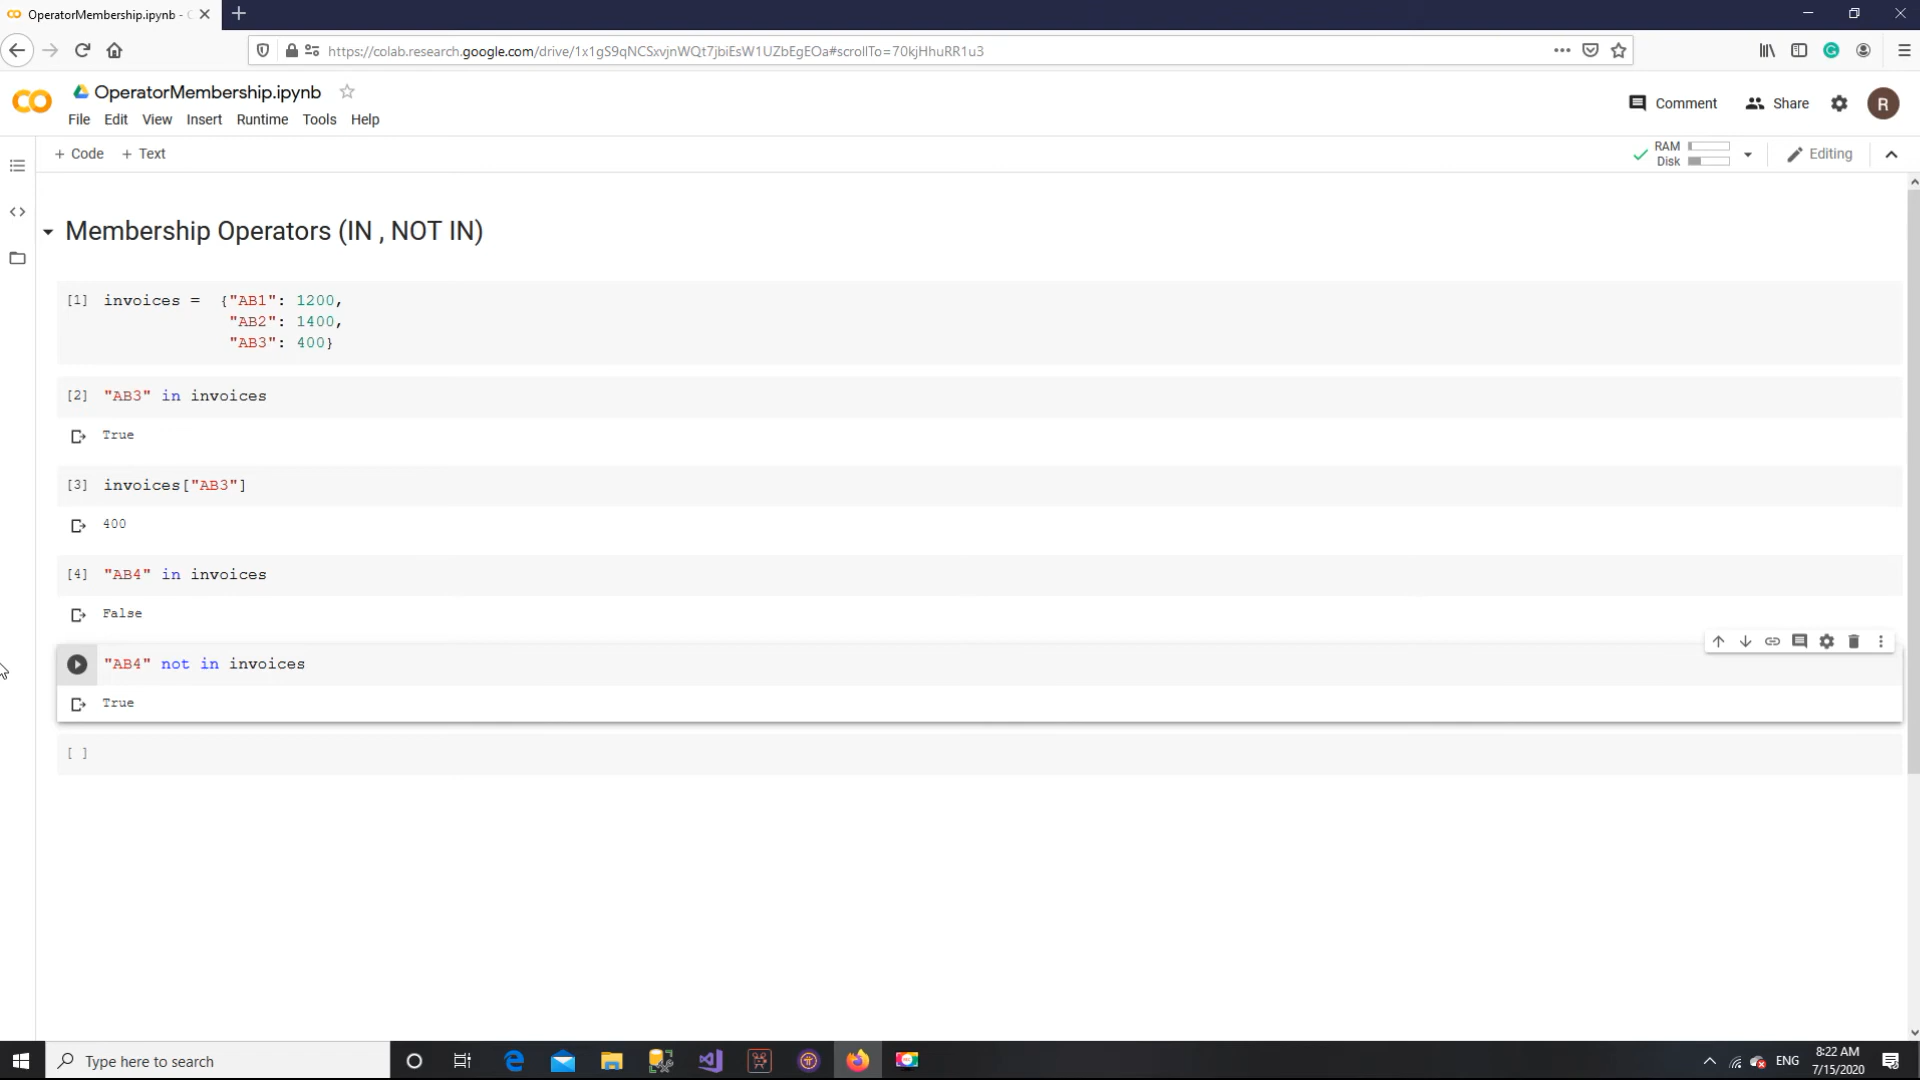 OperatorMembership.ipynb - C
https://colab.research.google.com/drive/1x1gS9qNCSxvjnWQt7jbiEsW1UZbEgEOa#scrollTo=70kjHhuRR1u3
OperatorMembership.ipynb
Comment
Share
R
File Edit View Insert Runtime Tools Help
+ Code + Text
RAM
Disk
Editing
Membership Operators (IN , NOT IN)
[1] invoices = {"AB1": 1200,
"AB2": 1400,
"AB3": 400}
[2] "AB3" in invoices
True
[3] invoices["AB3"]
400
[4] "AB4" in invoices
False
"AB4" not in invoices
True
[ ]
Type here to search
ENG
8:22 AM
7/15/2020